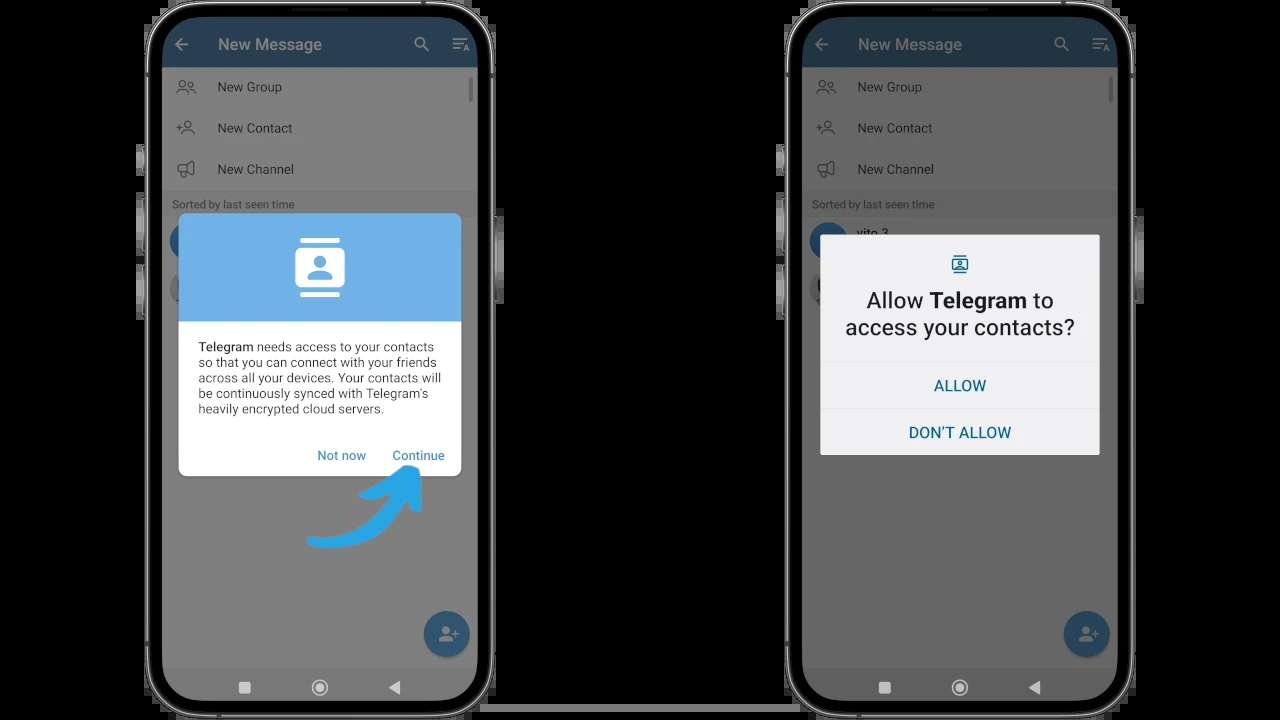 New Message
New Group
New Contact
New Channel
Sorted by last seen time
Telegram needs access to your contacts
so that you can connect with your friends
across all your devices. Your contacts will
be continuously synced with Telegram's
heavily encrypted cloud servers.
Not now Continue
New Message
New Group
New Contact
New Channel
Sorted by last seen time
vito 3
Allow Telegram to
access your contacts?
ALLOW
DON'T ALLOW